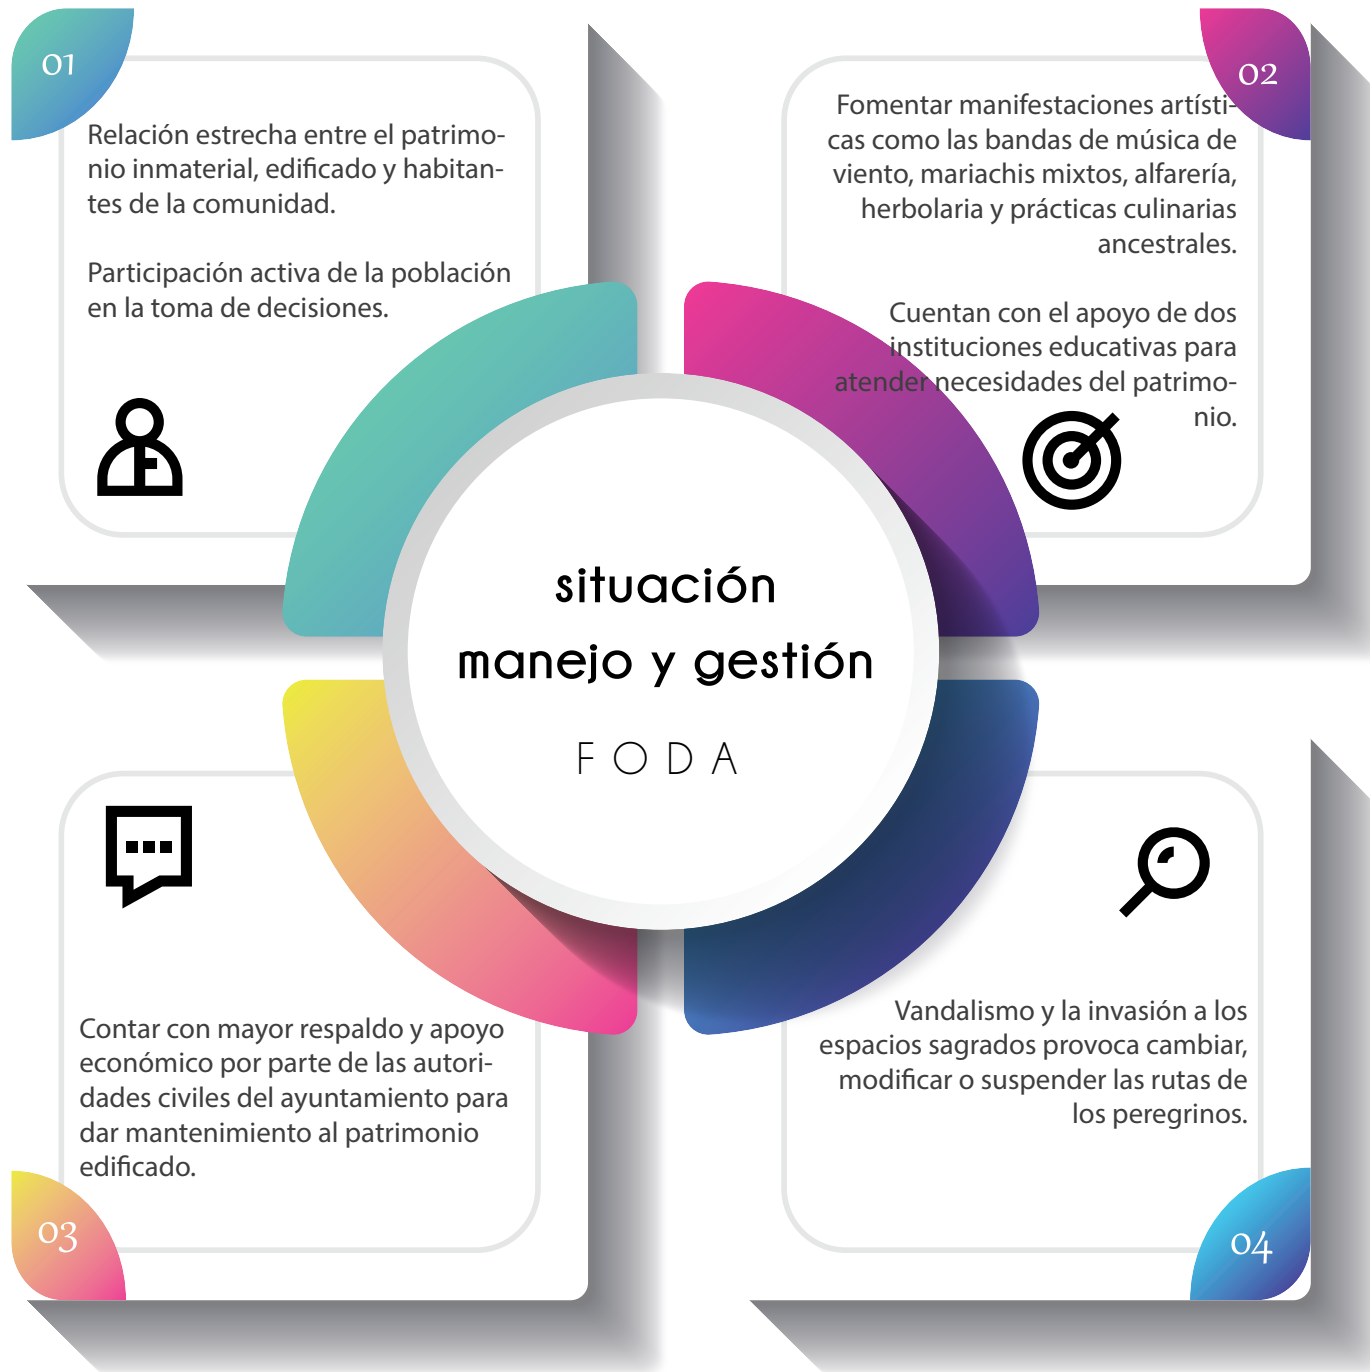 01
Relación estrecha entre el patrimo-
nio inmaterial, edificado y habitan-
tes de la comunidad.
Participación activa de la población
en la toma de decisiones.
02
Fomentar manifestaciones artísti-
cas como las bandas de música de
viento, mariachis mixtos, alfarería,
herbolaria y prácticas culinarias
ancestrales.
Cuentan con el apoyo de dos
instituciones educativas para
atender necesidades del patrimo-
nio.
situación
manejo y gestión
FODA
Contar con mayor respaldo y apoyo
económico por parte de las autori-
dades civiles del ayuntamiento para
dar mantenimiento al patrimonio
edificado.
03
Vandalismo y la invasión a los
espacios sagrados provoca cambiar,
modificar o suspender las rutas de
los peregrinos.
04